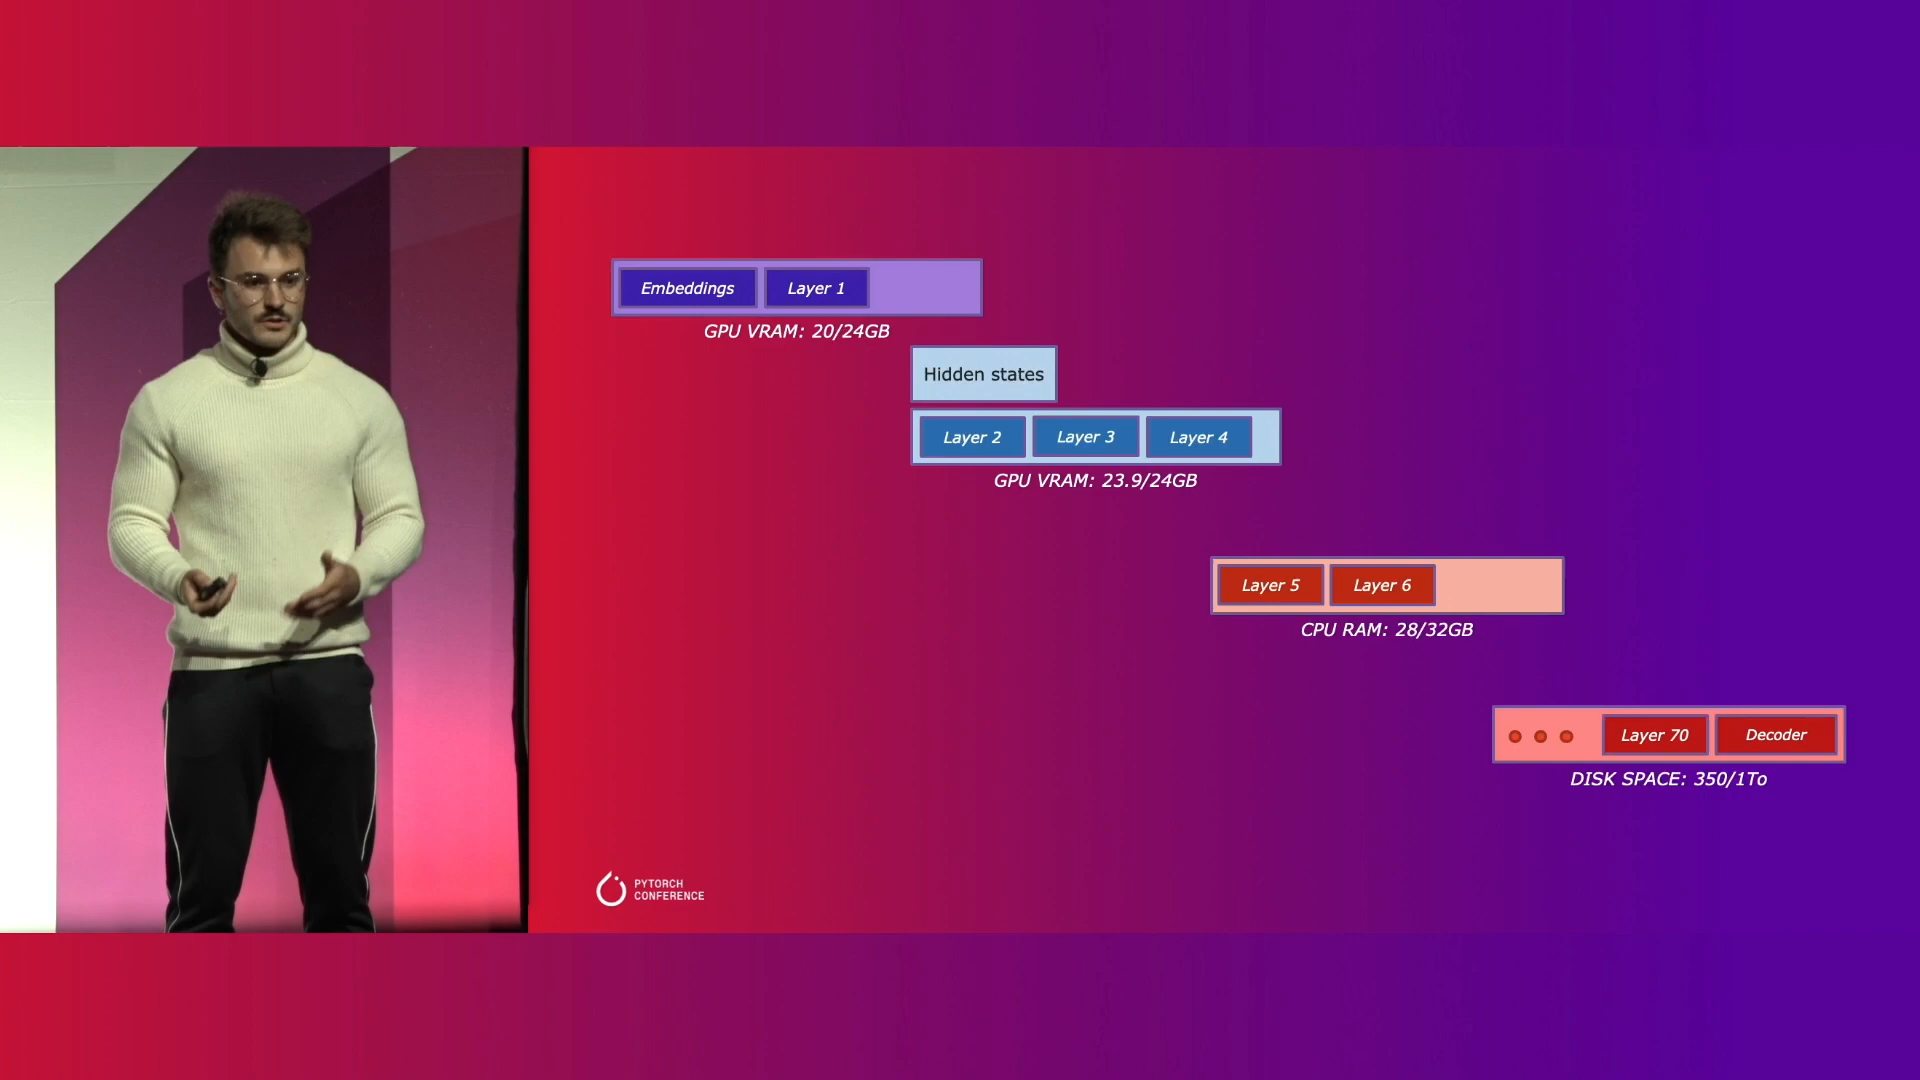 Embeddings
Layer 1
GPU VRAM: 20/24GB
Hidden states
Layer 2
Layer 3
Layer 4
GPU VRAM: 23.9/24GB
Layer 5
Layer 6
CPU RAM: 28/32GB
Layer 70
Decoder
DISK SPACE: 350/1To
PYTORCH
CONFERENCE